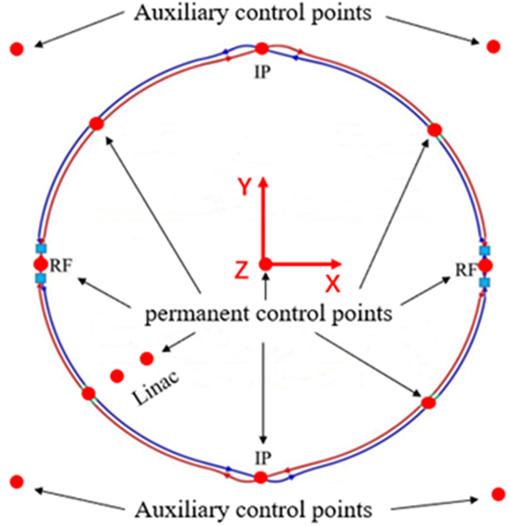 Auxiliary control points
IP
Y
Z
X
RF
RF
permanent control points
Linac
IP
Auxiliary control points